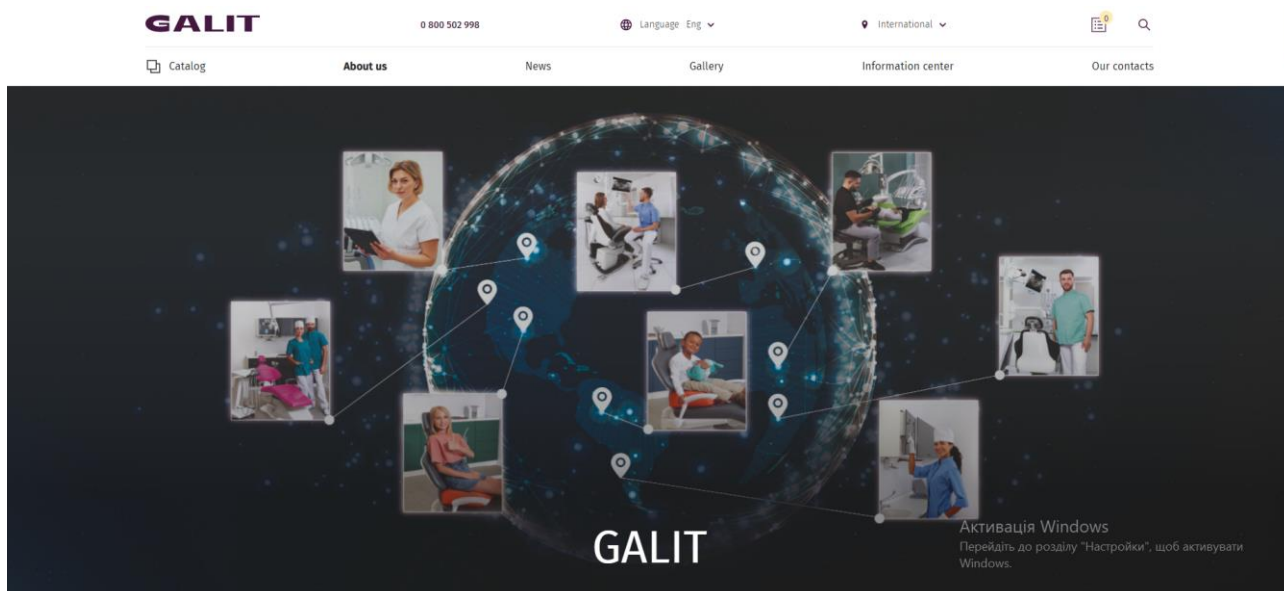 GALIT
0 800 502 998
Language Eng
International
0
Catalog
About us
News
Gallery
Information center
Our contacts
GALIT
Активація Windows
Перейдіть до розділу "Настройки", щоб активувати
Windows.